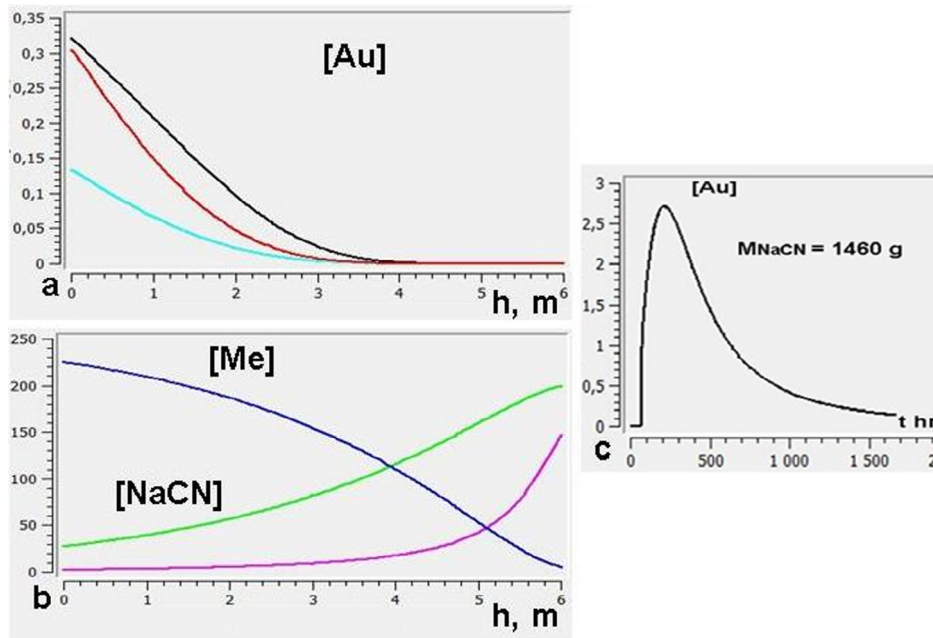 0,35
0,3
0,25
0,2
0,15
0,1
0,05
0
[Au]
a
0 1 2 3 4 5 6
h, m
250
200
150
100
50
0
[Me]
[NaCN]
b
0 1 2 3 4 5 6
h, m
3
2,5
2
1,5
1
0,5
0
[Au]
MNaCN = 1460 g
t hr
c
0 500 1 000 1 500